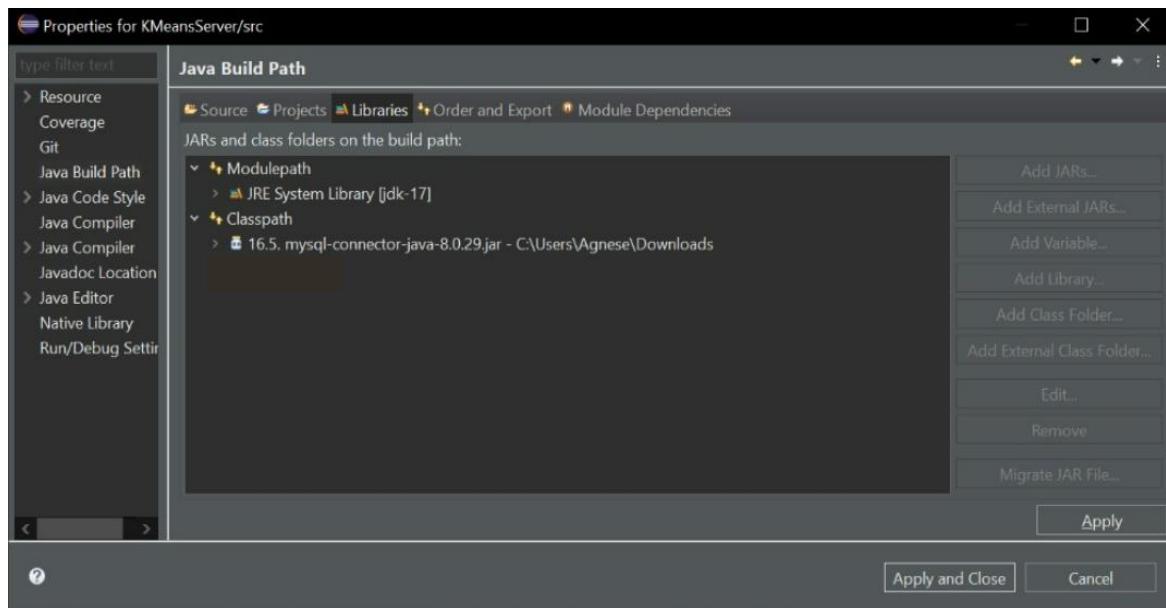 Properties for KMeansServer/src
type filter text
Java Build Path
Resource
Coverage
Git
Java Build Path
Java Code Style
Java Compiler
Java Compiler
Javadoc Location
Java Editor
Native Library
Run/Debug Settin
Source Projects Libraries Order and Export Module Dependencies
JARs and class folders on the build path:
Modulepath
JRE System Library [jdk-17]
Classpath
16.5. mysql-connector-java-8.0.29.jar - C:\Users\Agnese\Downloads
Add JARs...
Add External JARs...
Add Variable...
Add Library...
Add Class Folder...
Add External Class Folder...
Edit...
Remove
Migrate JAR File...
Apply
Apply and Close Cancel